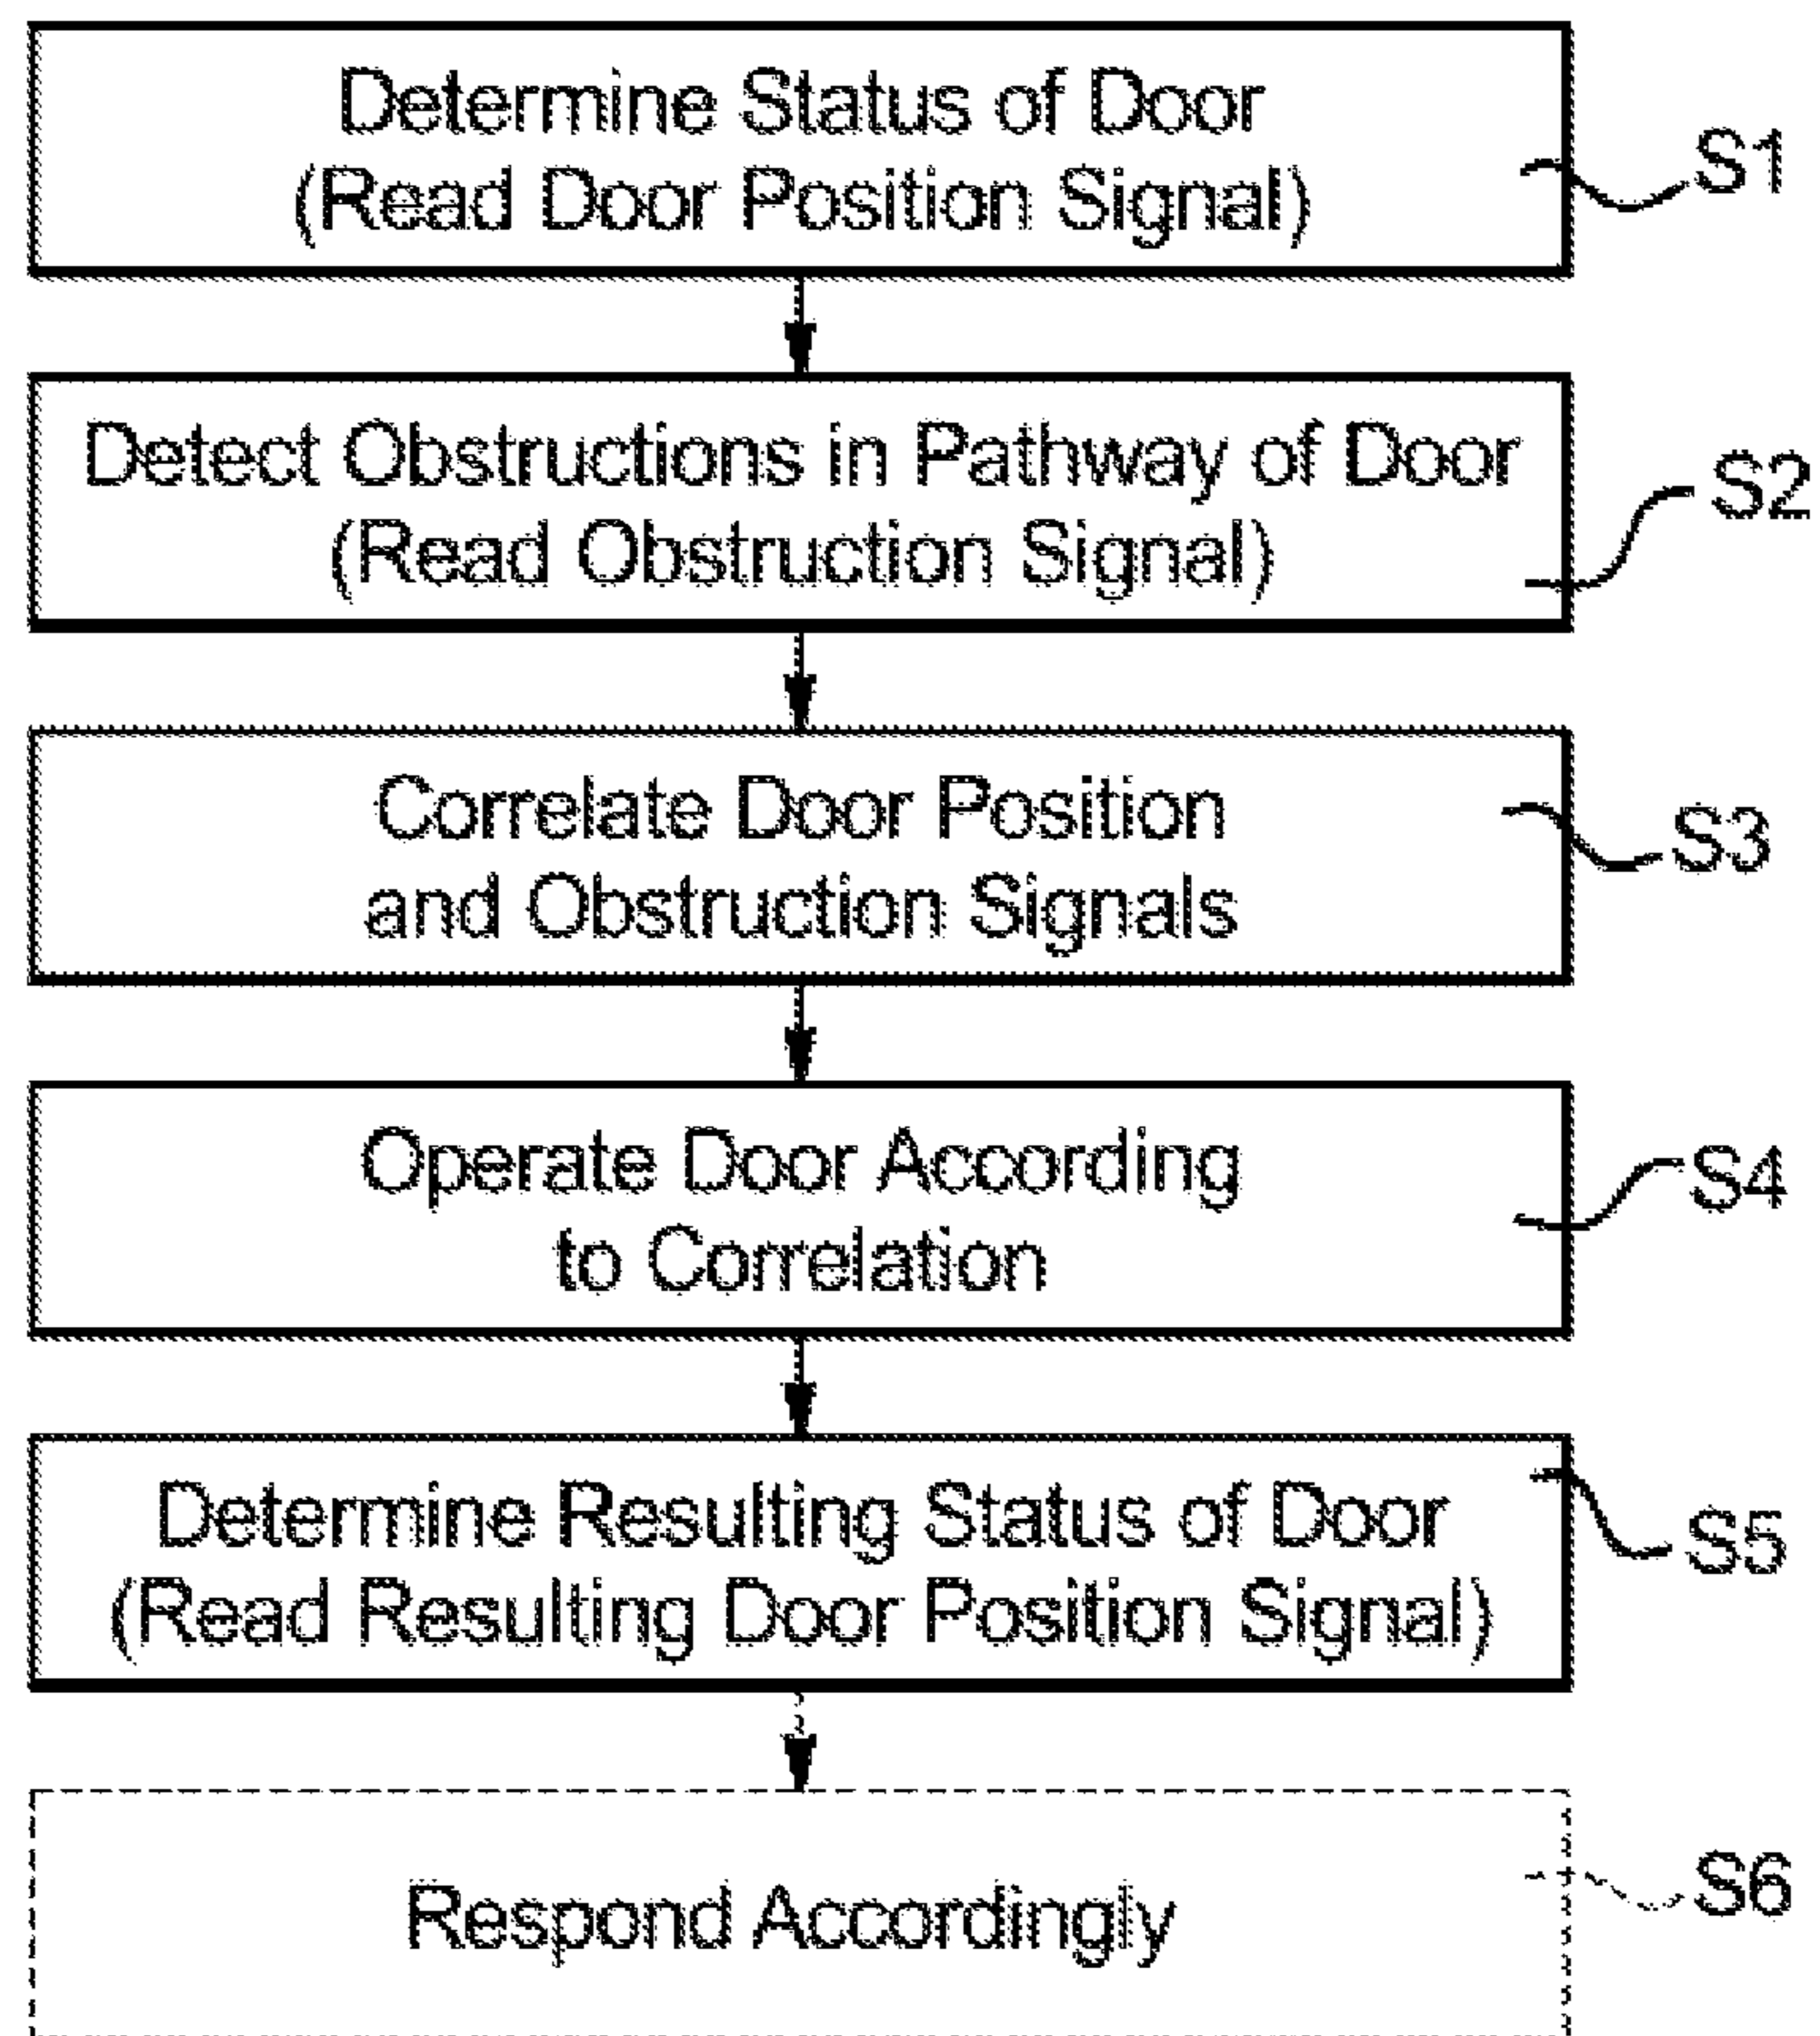 Determine Status of Door
(Read Door Position Signal)
S1
Detect Obstructions in Pathway of Door
(Read Obstruction Signal)
S2
Correlate Door Position
and Obstruction Signals
S3
Operate Door According
to Correlation
S4
Determine Resulting Status of Door
(Read Resulting Door Position Signal)
S5
Respond Accordingly
S6